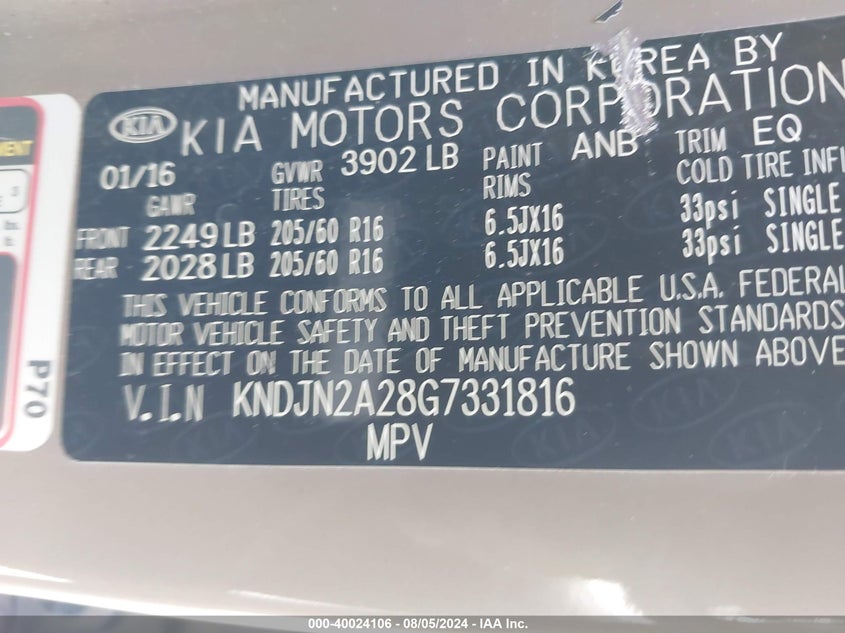 MANUFACTURED IN KOREA BY
KIA KIA MOTORS CORPORATION
01/16 GVWR 3902 LB PAINT ANB TRIM EQ
GAWR TIRES RIMS COLD TIRE INFL
FRONT 2249 LB 205/60 R16 6.5JX16 33psi SINGLE
REAR 2028 LB 205/60 R16 6.5JX16 33psi SINGLE
THIS VEHICLE CONFORMS TO ALL APPLICABLE U.S.A. FEDERAL
MOTOR VEHICLE SAFETY AND THEFT PREVENTION STANDARDS
IN EFFECT ON THE DATE OF MANUFACTURE SHOWN ABOVE
V.I.N KNDJN2A28G7331816
MPV
P70
000-40024106 - 08/05/2024 - IAA Inc.